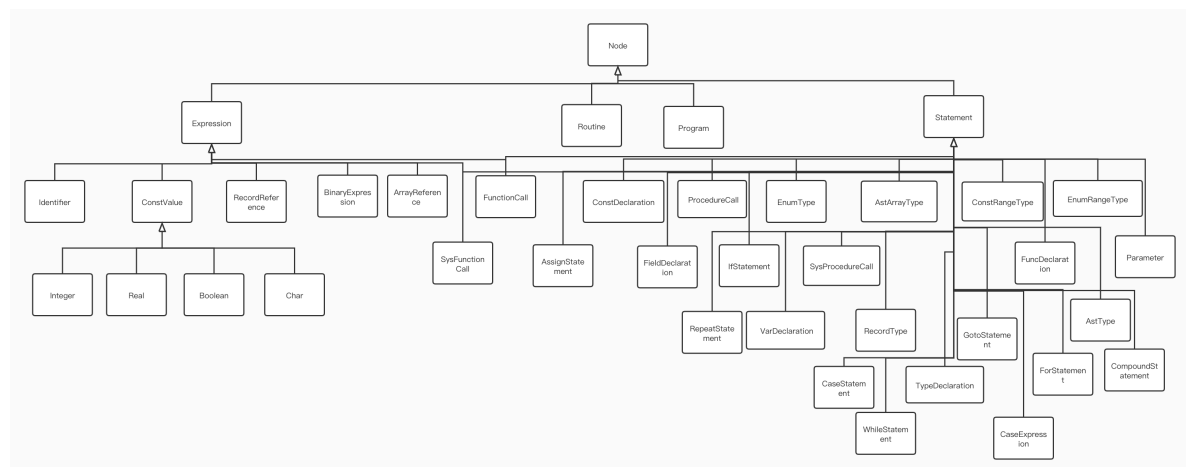 Node
Expression
Routine
Program
Statement
Identifier
ConstValue
RecordRefer
ence
BinaryExpres
sion
ArrayReferen
ce
FunctionCall
ConstDeclaration
ProcedureCall
EnumType
AstArrayType
ConstRangeType
EnumRangeType
SysFunction
Call
AssignState
ment
FieldDeclara
tion
IfStatement
SysProcedureCall
FuncDeclarat
ion
Parameter
Integer
Real
Boolean
Char
RepeatState
ment
VarDeclaration
RecordType
GotoStateme
nt
AstType
CaseStatem
ent
TypeDeclaration
ForStatemen
t
CompoundSt
atement
WhileStatem
ent
CaseExpress
ion